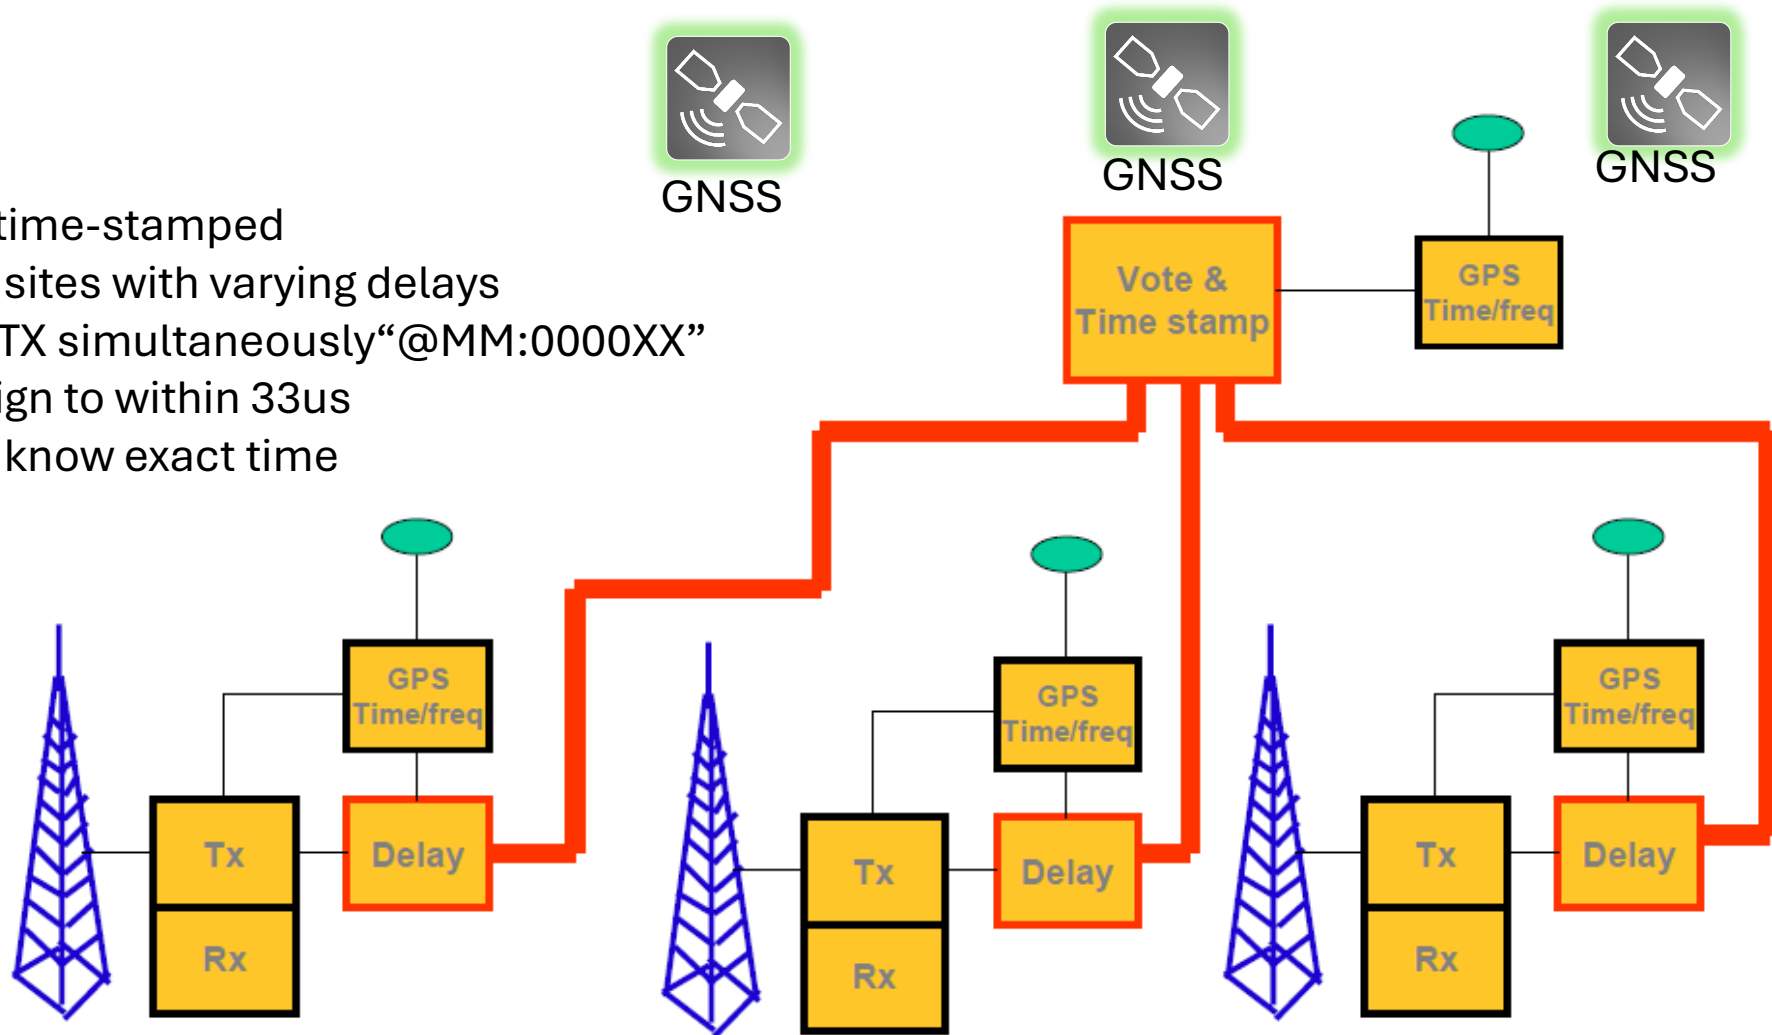 GNSS
GNSS
GNSS
time-stamped
sites with varying delays
TX simultaneously“@MM:0000XX”
ign to within 33us
know exact time
Vote &
Time stamp
GPS
Time/freq
GPS
Time/freq
Tx
Delay
Rx
GPS
Time/freq
Tx
Delay
Rx
GPS
Time/freq
Tx
Delay
Rx